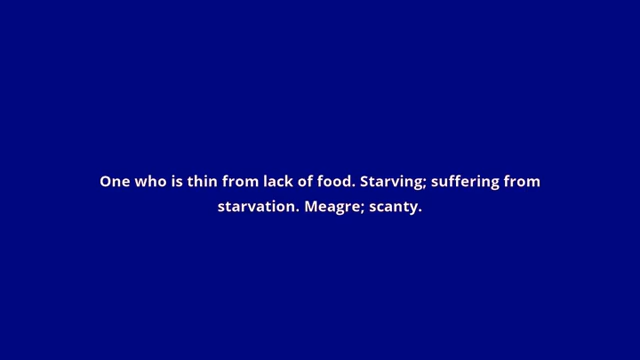 One who is thin from lack of food. Starving; suffering from
starvation. Meagre; scanty.